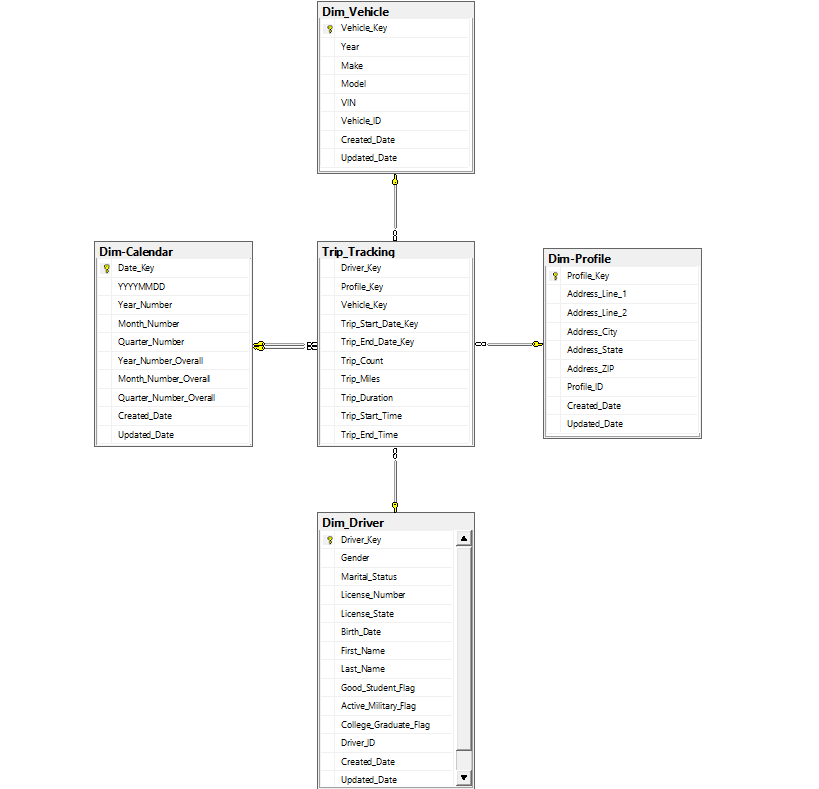 Dim_Vehicle
Vehicle_Key
Year
Make
Model
VIN
Vehicle_ID
Created_Date
Updated_Date
Dim-Calendar
Date_Key
YYYYMMDD
Year_Number
Month_Number
Quarter_Number
Year_Number_Overall
Month_Number_Overall
Quarter_Number_Overall
Created_Date
Updated_Date
Trip_Tracking
Driver_Key
Profile_Key
Vehicle_Key
Trip_Start_Date_Key
Trip_End_Date_Key
Trip_Count
Trip_Miles
Trip_Duration
Trip_Start_Time
Trip_End_Time
Dim-Profile
Profile_Key
Address_Line_1
Address_Line_2
Address_City
Address_State
Address_ZIP
Profile_ID
Created_Date
Updated_Date
Dim_Driver
Driver_Key
Gender
Marital_Status
License_Number
License_State
Birth_Date
First_Name
Last_Name
Good_Student_Flag
Active_Military_Flag
College_Graduate_Flag
Driver_ID
Created_Date
Updated_Date